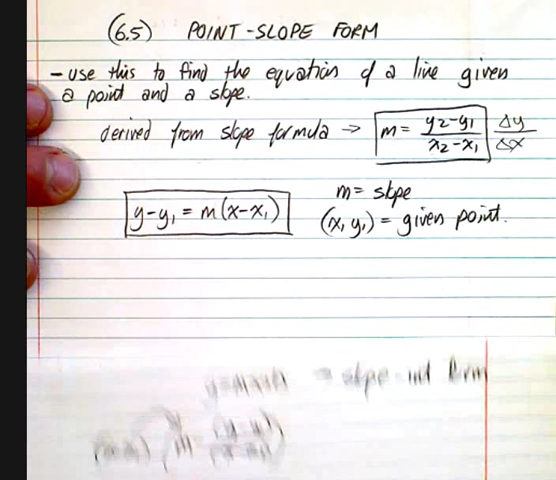 (6.5) POINT-SLOPE FORM
- use this to find the equation of a line given
a point and a slope.
derived from slope formula → m = y₂-y₁/x₂-x₁ Δy/Δx
m = slope
y-y₁ = m(x-x₁)
(x₁, y₁) = given point.